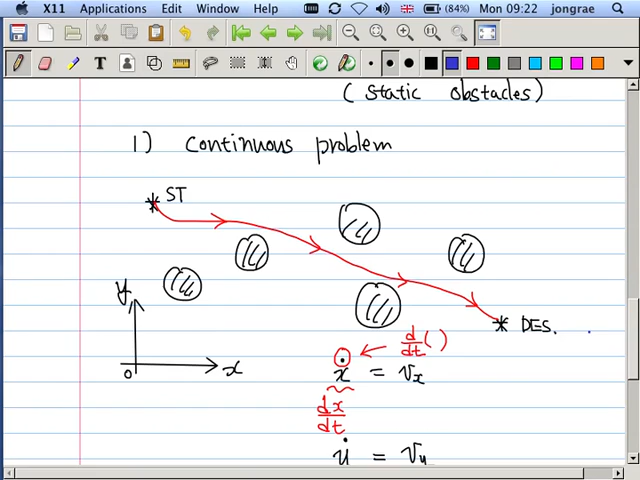 X11 Applications Edit Window Help (84%) Mon 09:22 jongrae
(static obstacles)
1) continuous problem
* ST
y
* DES.
0
x
d/dt ( )
ẋ = vx
dx/dt
ẏ = vy